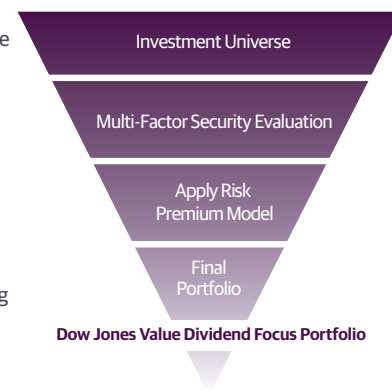 Investment Universe
Multi-Factor Security Evaluation
Apply Risk
Premium Model
Final
Portfolio
Dow Jones Value Dividend Focus Portfolio